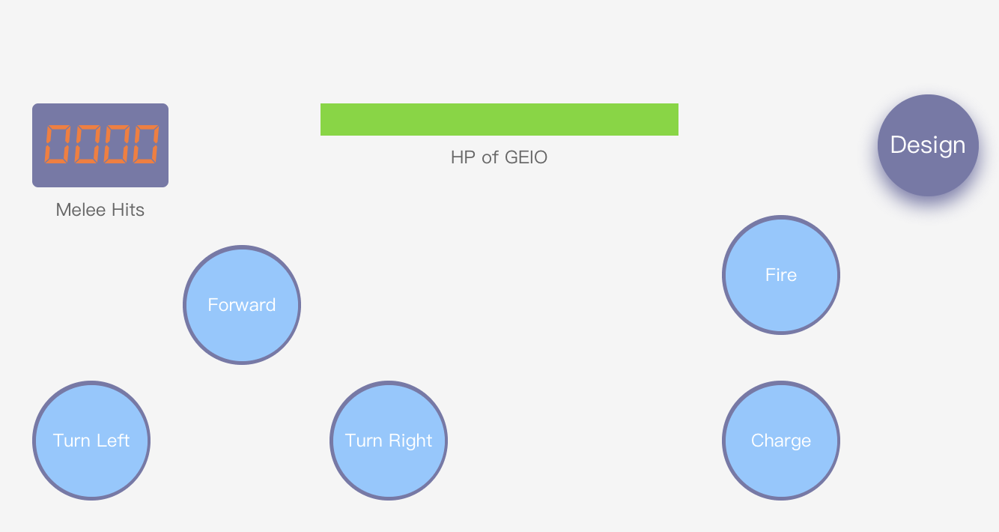 0000
Melee Hits
HP of GEIO
Design
Forward
Fire
Turn Left
Turn Right
Charge